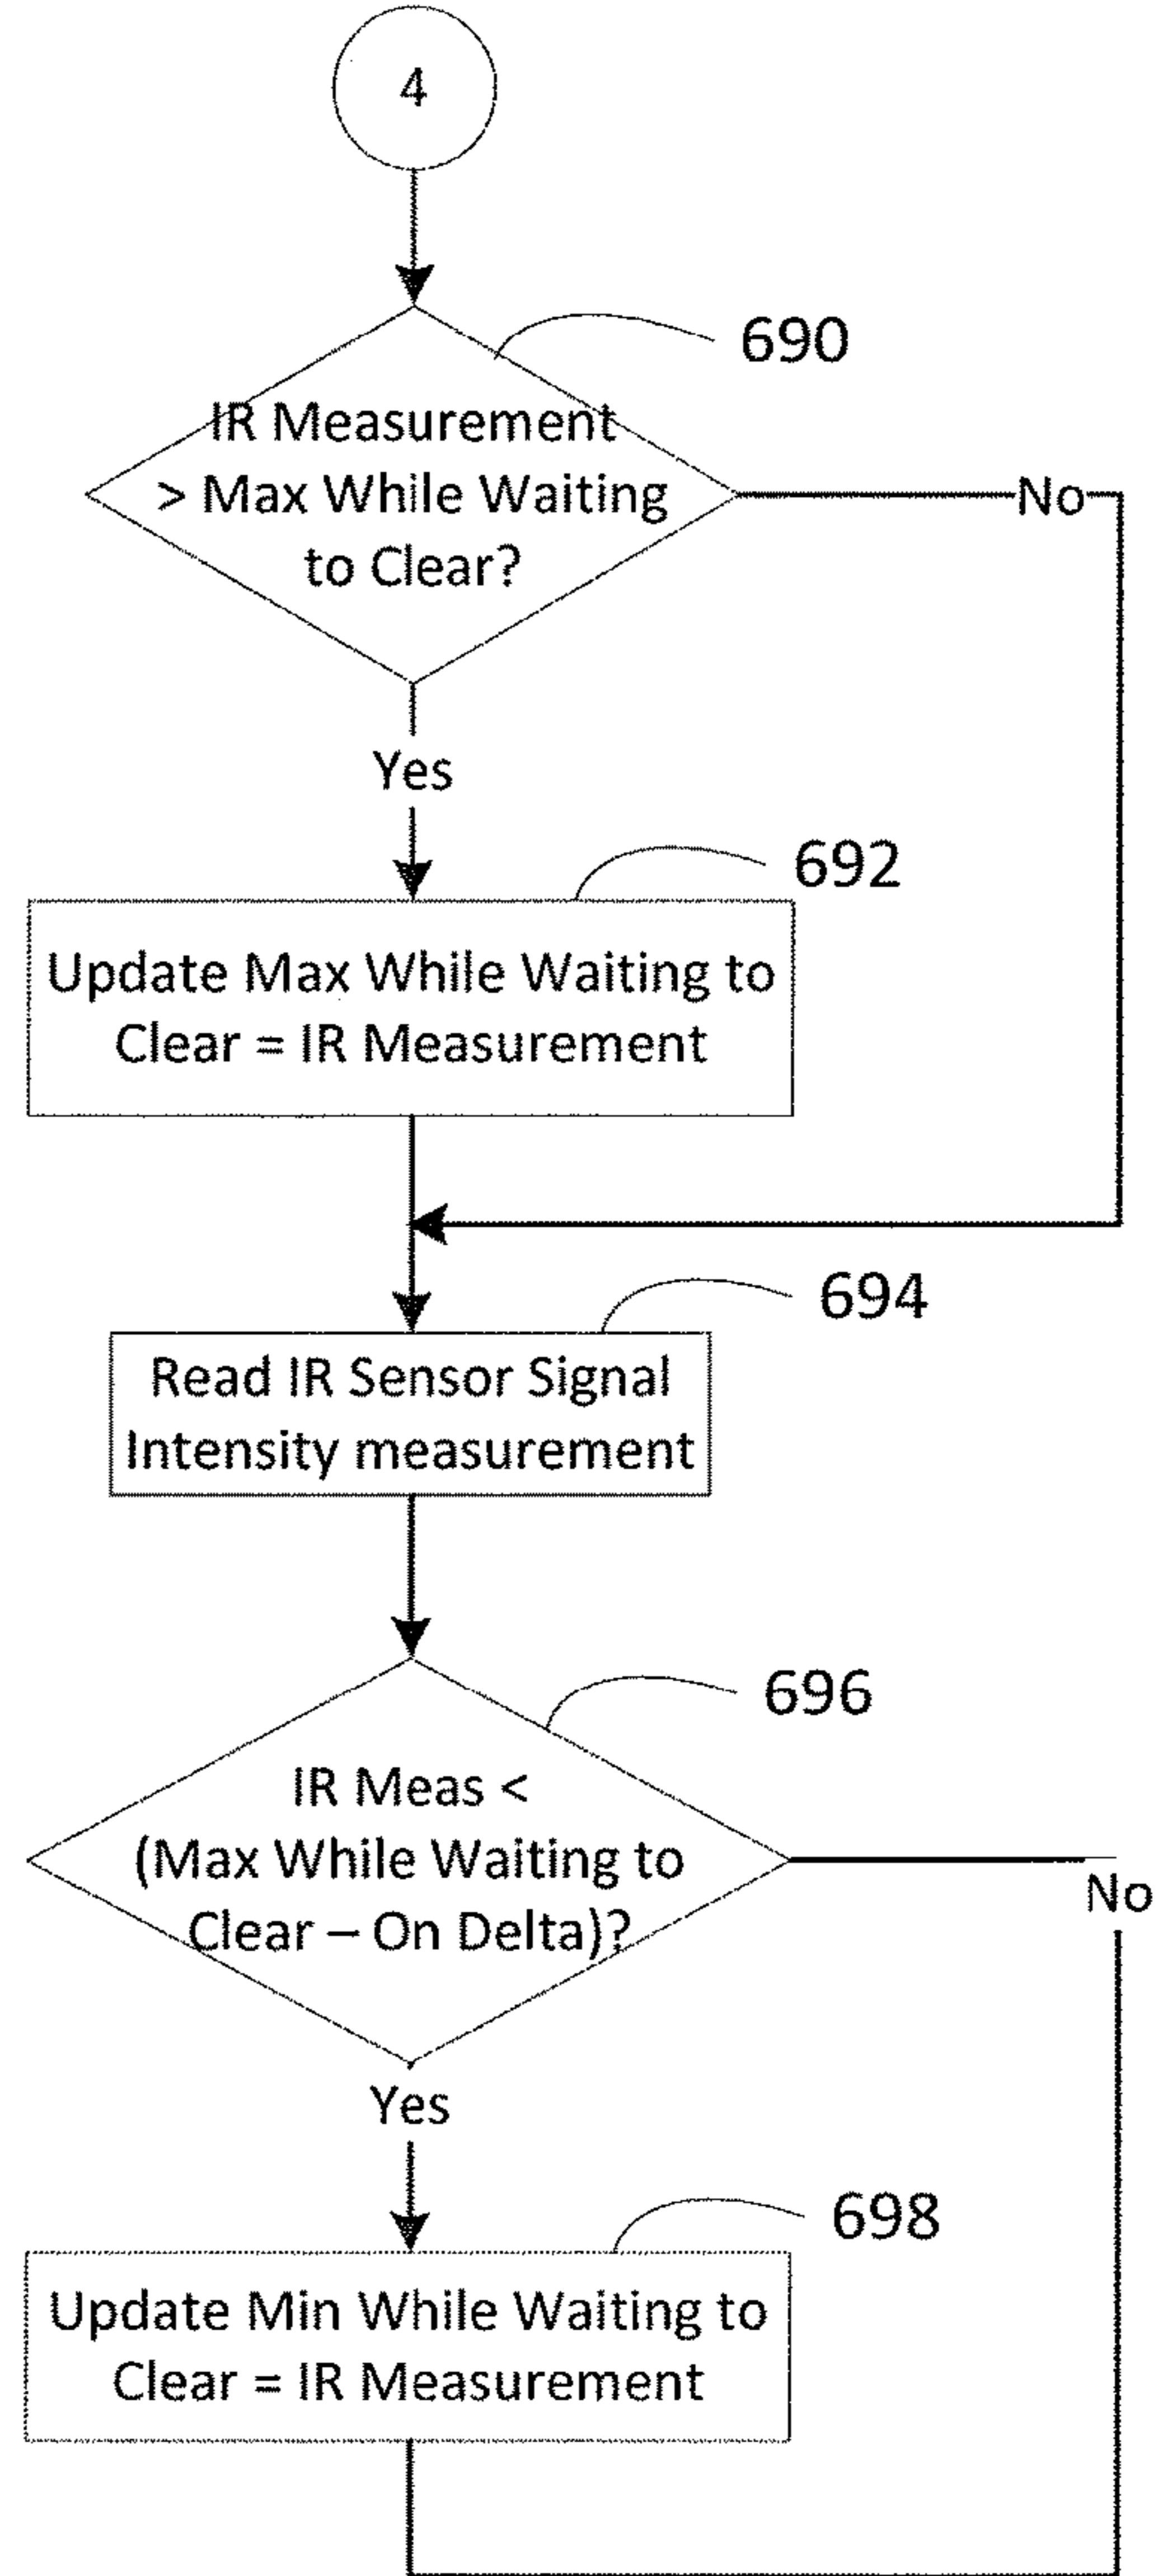 4
690
IR Measurement
> Max While Waiting
to Clear?
No
Yes
692
Update Max While Waiting to
Clear = IR Measurement
694
Read IR Sensor Signal
Intensity measurement
696
IR Meas <
(Max While Waiting to
Clear – On Delta)?
No
Yes
698
Update Min While Waiting to
Clear = IR Measurement